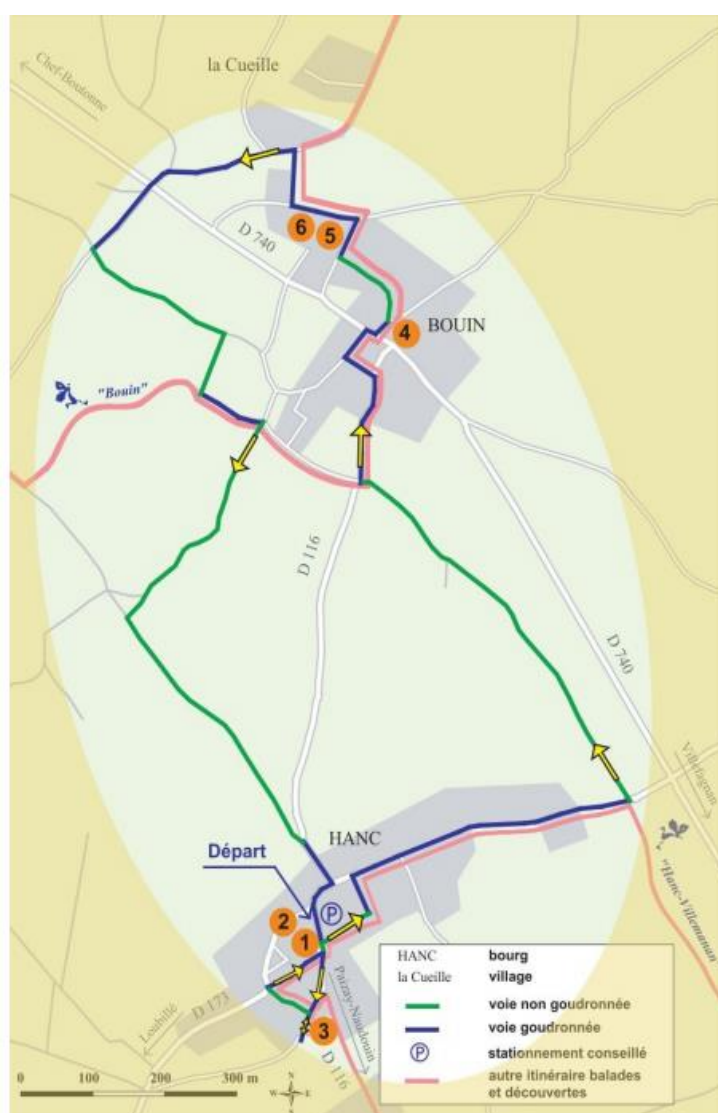 la Cueille
Chef-Boutonne
D 740
6
5
4
BOUIN
"Bouin"
D 116
D 740
Villefagnan
HANC
Départ
"Hanc-Villemanan
2
P
1
Paizay-Naudouin
D 173
Loubillé
3
D 116
HANC bourg
la Cueille village
voie non goudronnée
voie goudronnée
P stationnement conseillé
autre itinéraire balades
et découvertes
0 100 200 300 m
N
W E
S